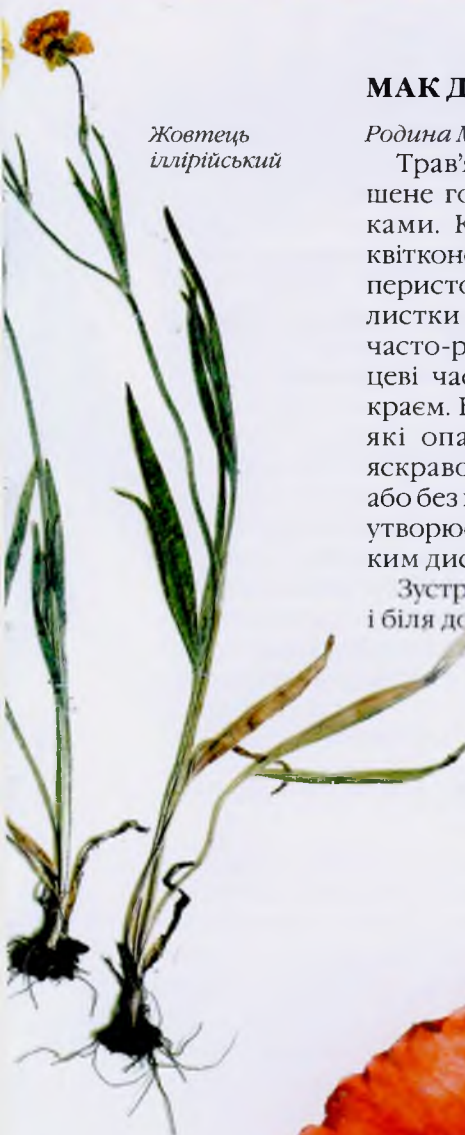 Жовтець
іллірійський
МАК Д
Родина М
Трав’я
шене го
ками. К
квітконо
перисто
листки
часто-р
цеві час
краєм. В
які опа
яскраво
або без
утворює
ким дис
Зустр
і біля до